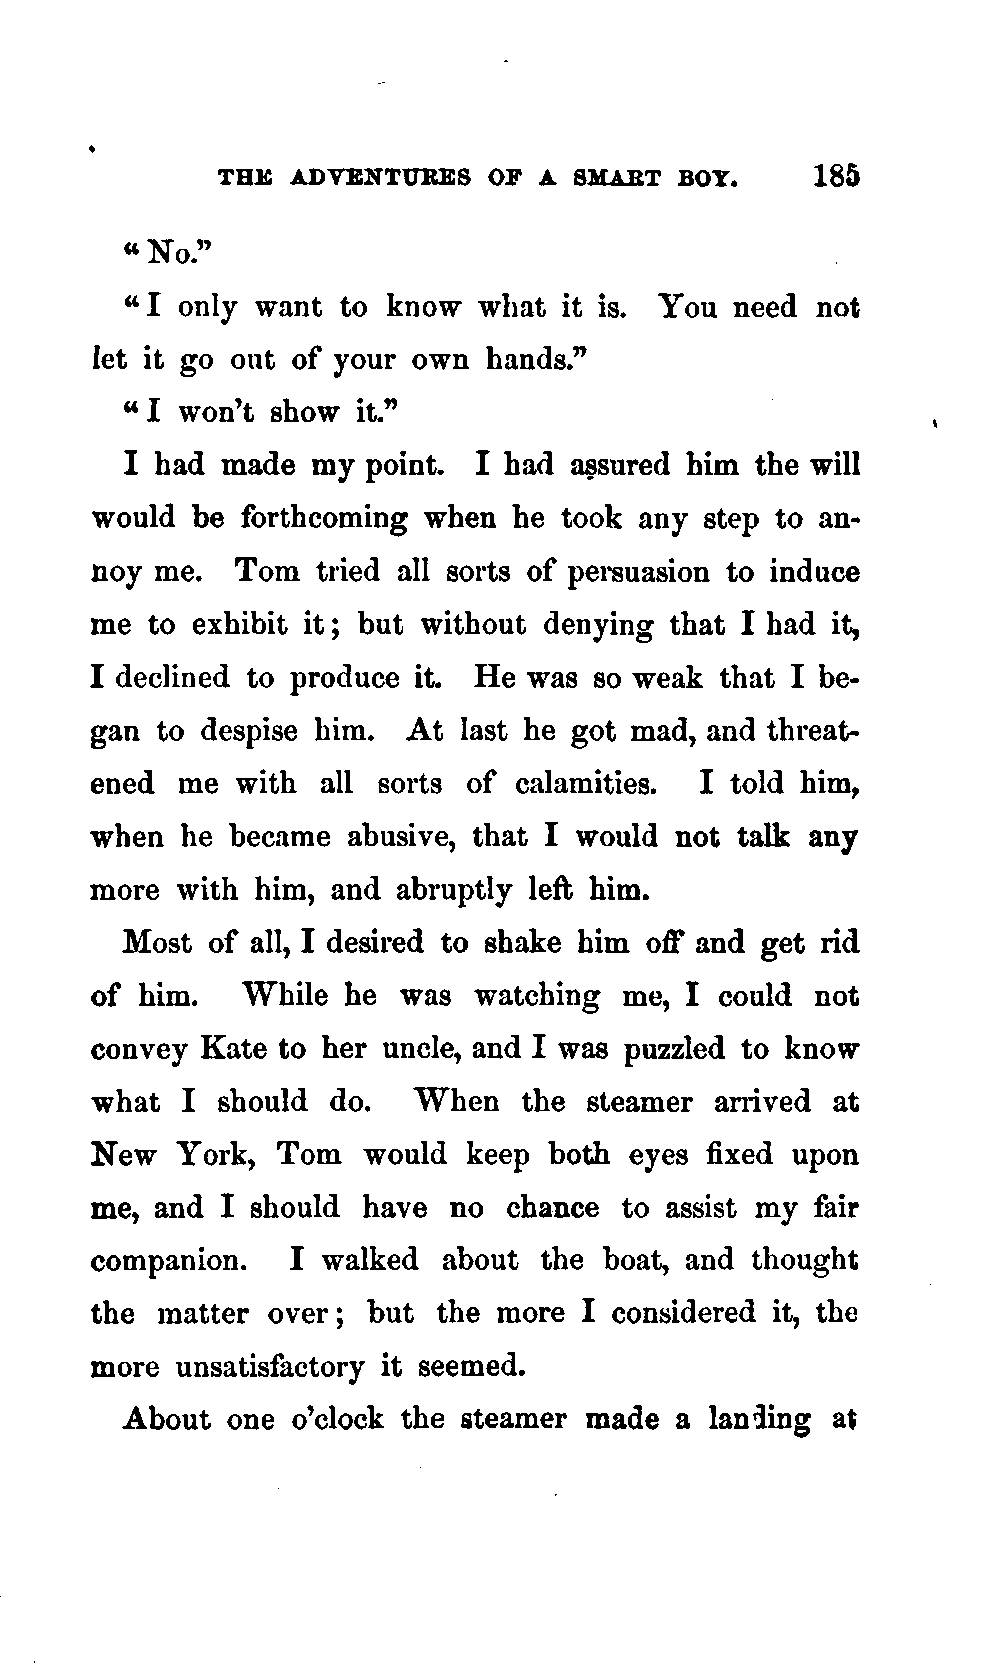 THE ADVENTURES OF A SMART BOY. 185
“No.”
“I only want to know what it is. You need not
let it go out of your own hands.”
“I won’t show it.”
I had made my point. I had assured him the will
would be forthcoming when he took any step to an-
noy me. Tom tried all sorts of persuasion to induce
me to exhibit it; but without denying that I had it,
I declined to produce it. He was so weak that I be-
gan to despise him. At last he got mad, and threat-
ened me with all sorts of calamities. I told him,
when he became abusive, that I would not talk any
more with him, and abruptly left him.
Most of all, I desired to shake him off and get rid
of him. While he was watching me, I could not
convey Kate to her uncle, and I was puzzled to know
what I should do. When the steamer arrived at
New York, Tom would keep both eyes fixed upon
me, and I should have no chance to assist my fair
companion. I walked about the boat, and thought
the matter over; but the more I considered it, the
more unsatisfactory it seemed.
About one o’clock the steamer made a landing at